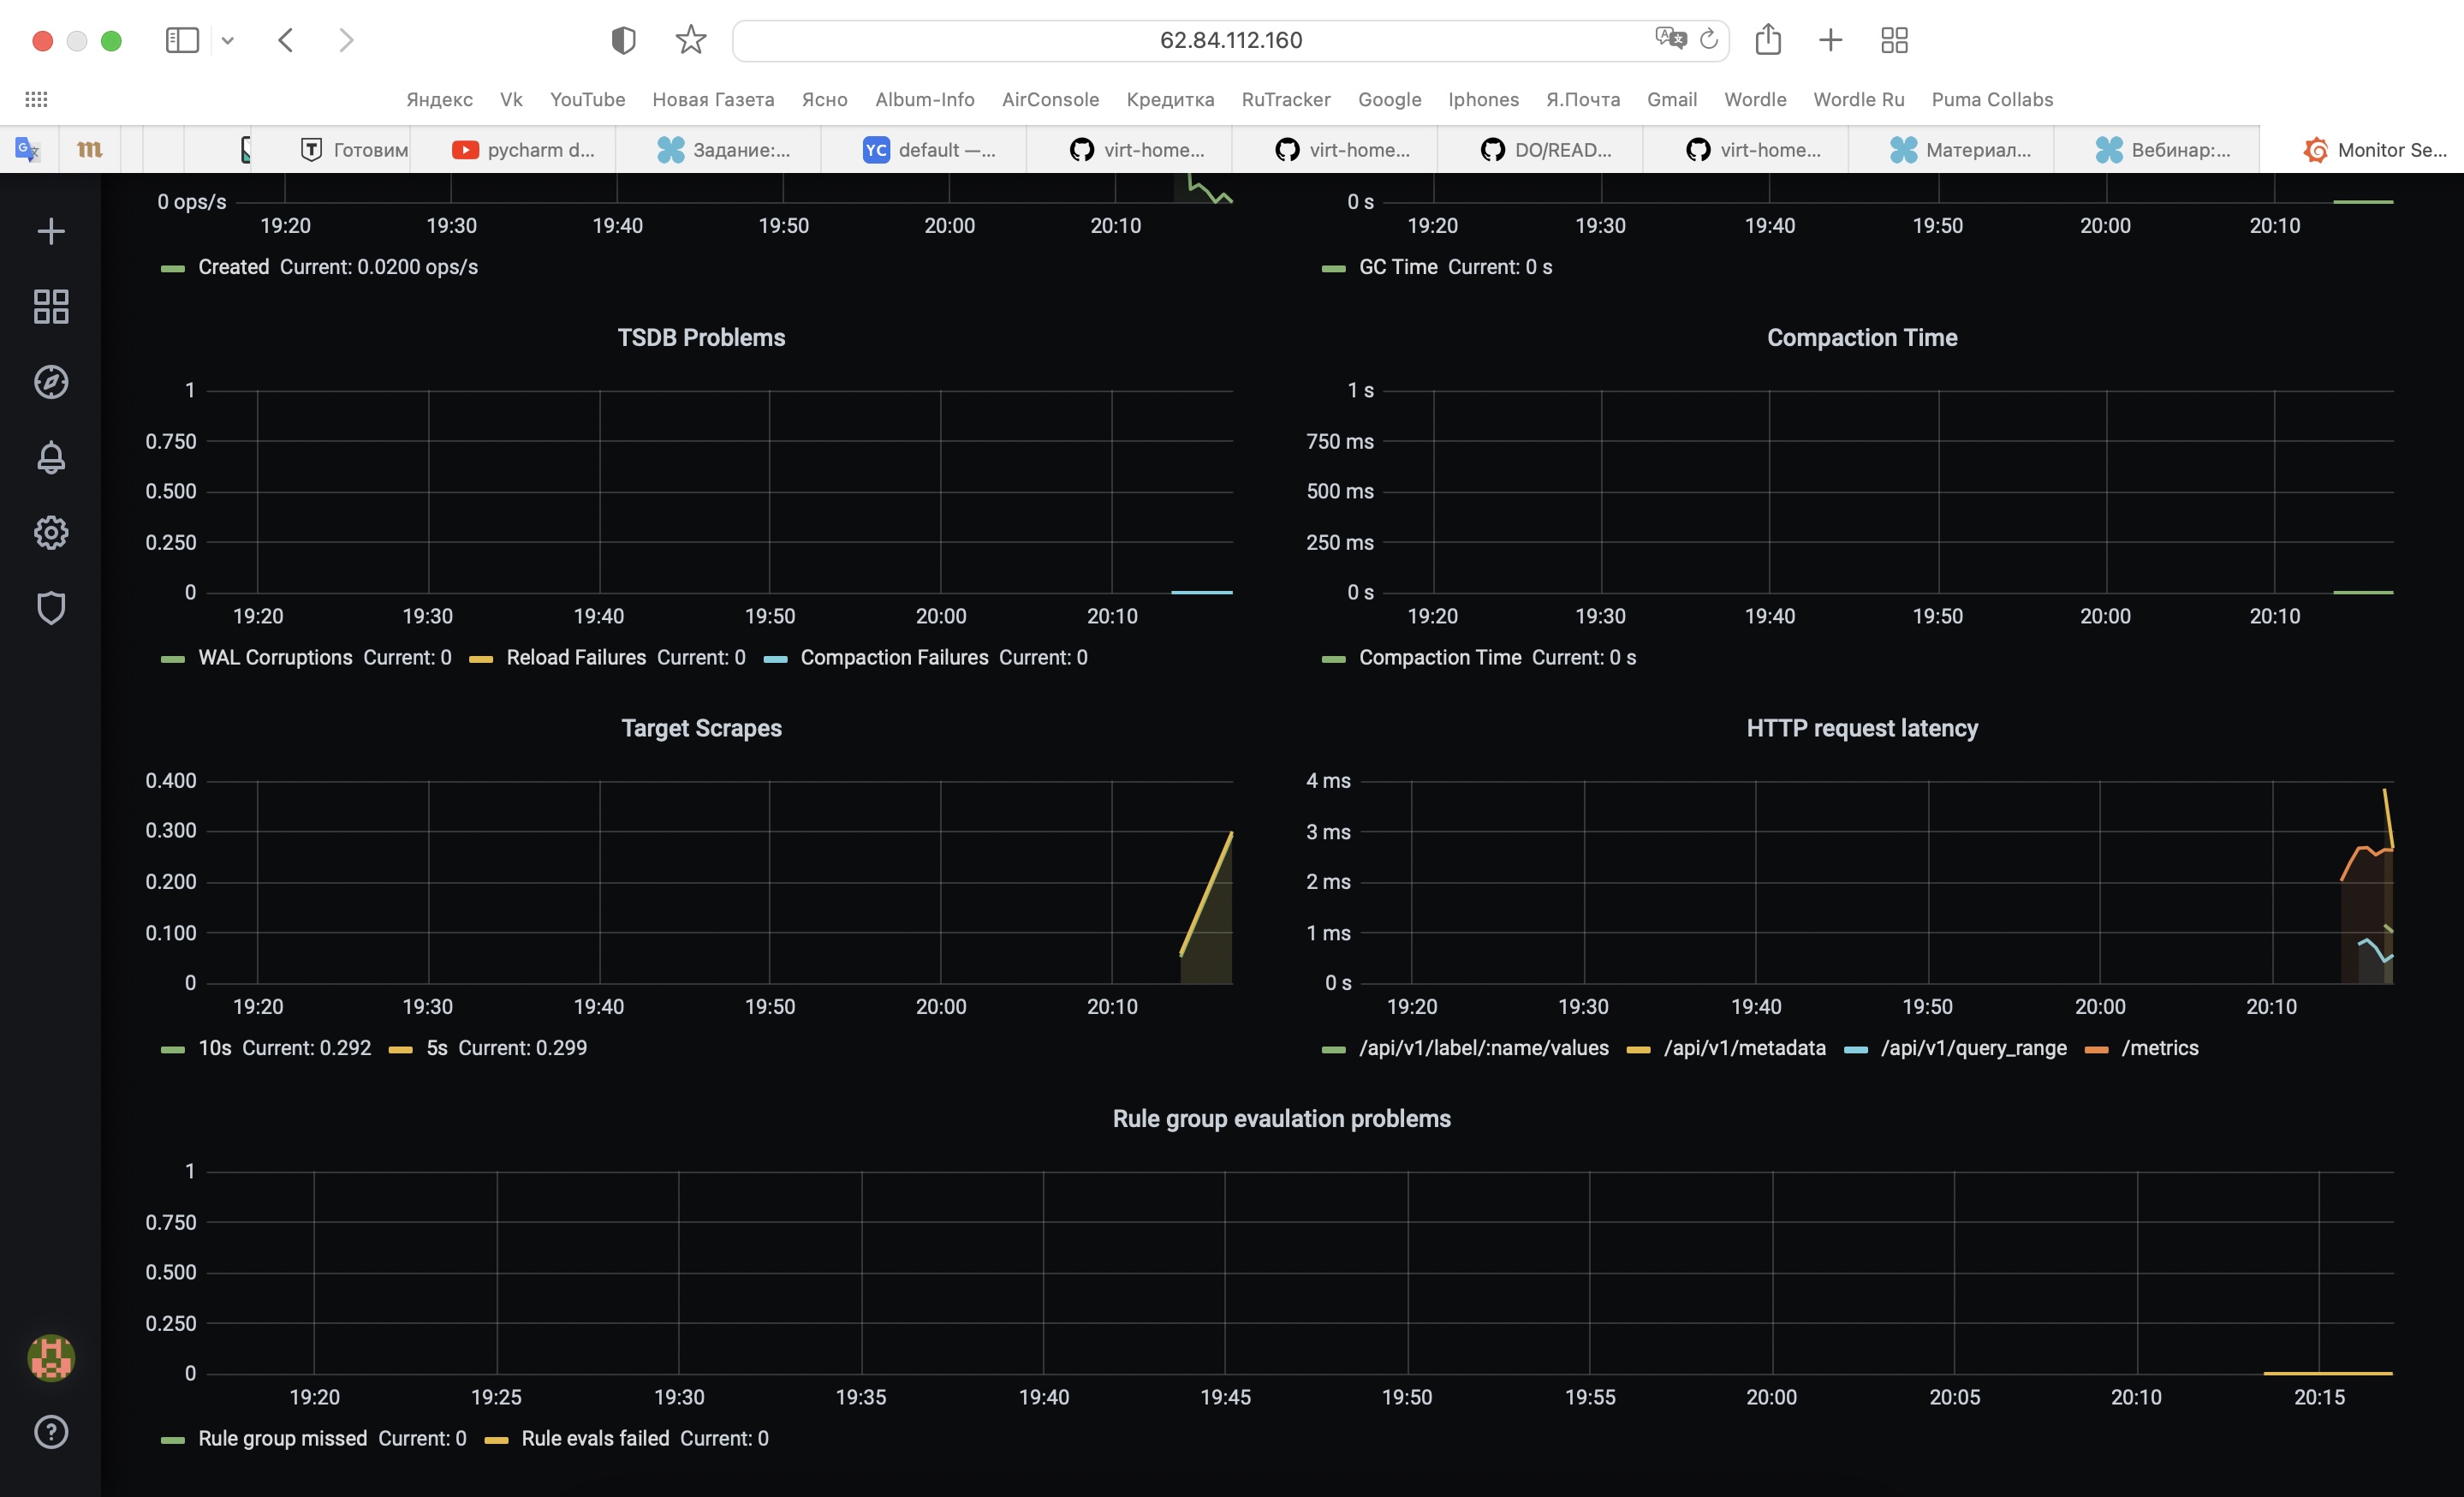 62.84.112.160
Яндекс Vk YouTube Новая Газета Ясно Album-Info AirConsole Кредитка RuTracker Google Iphones Я.Почта Gmail Wordle Wordle Ru Puma Collabs
Готовим pycharm d... Задание:... YC default —... virt-home... virt-home... DO/READ... virt-home... Материал... Вебинар:... Monitor Se...
0 ops/s
19:20 19:30 19:40 19:50 20:00 20:10
Created Current: 0.0200 ops/s
0 s
19:20 19:30 19:40 19:50 20:00 20:10
GC Time Current: 0 s
TSDB Problems
1
0.750
0.500
0.250
0
19:20 19:30 19:40 19:50 20:00 20:10
WAL Corruptions Current: 0 Reload Failures Current: 0 Compaction Failures Current: 0
Compaction Time
1 s
750 ms
500 ms
250 ms
0 s
19:20 19:30 19:40 19:50 20:00 20:10
Compaction Time Current: 0 s
Target Scrapes
0.400
0.300
0.200
0.100
0
19:20 19:30 19:40 19:50 20:00 20:10
10s Current: 0.292 5s Current: 0.299
HTTP request latency
4 ms
3 ms
2 ms
1 ms
0 s
19:20 19:30 19:40 19:50 20:00 20:10
/api/v1/label/:name/values /api/v1/metadata /api/v1/query_range /metrics
Rule group evaulation problems
1
0.750
0.500
0.250
0
19:20 19:25 19:30 19:35 19:40 19:45 19:50 19:55 20:00 20:05 20:10 20:15
Rule group missed Current: 0 Rule evals failed Current: 0